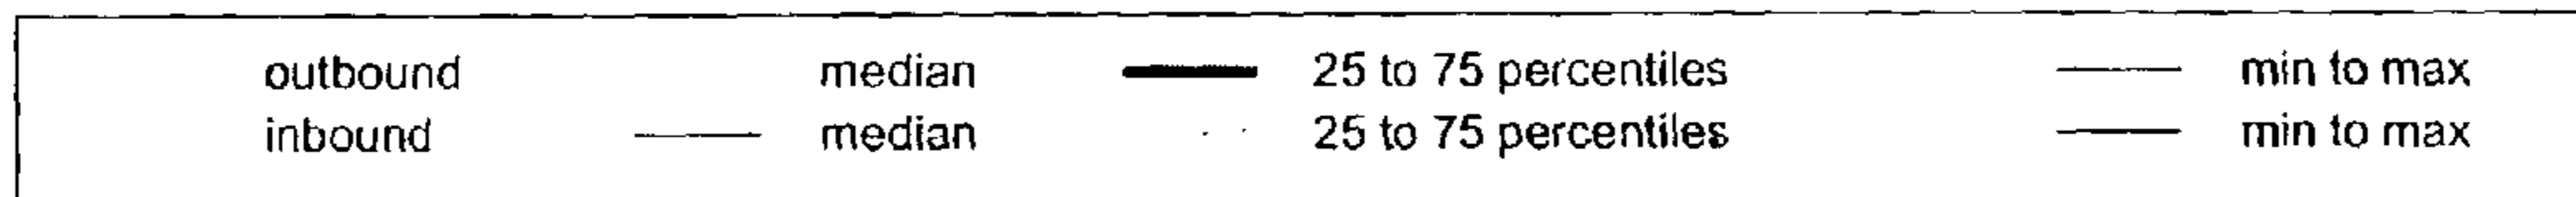 outbound median 25 to 75 percentiles min to max
inbound median 25 to 75 percentiles min to max